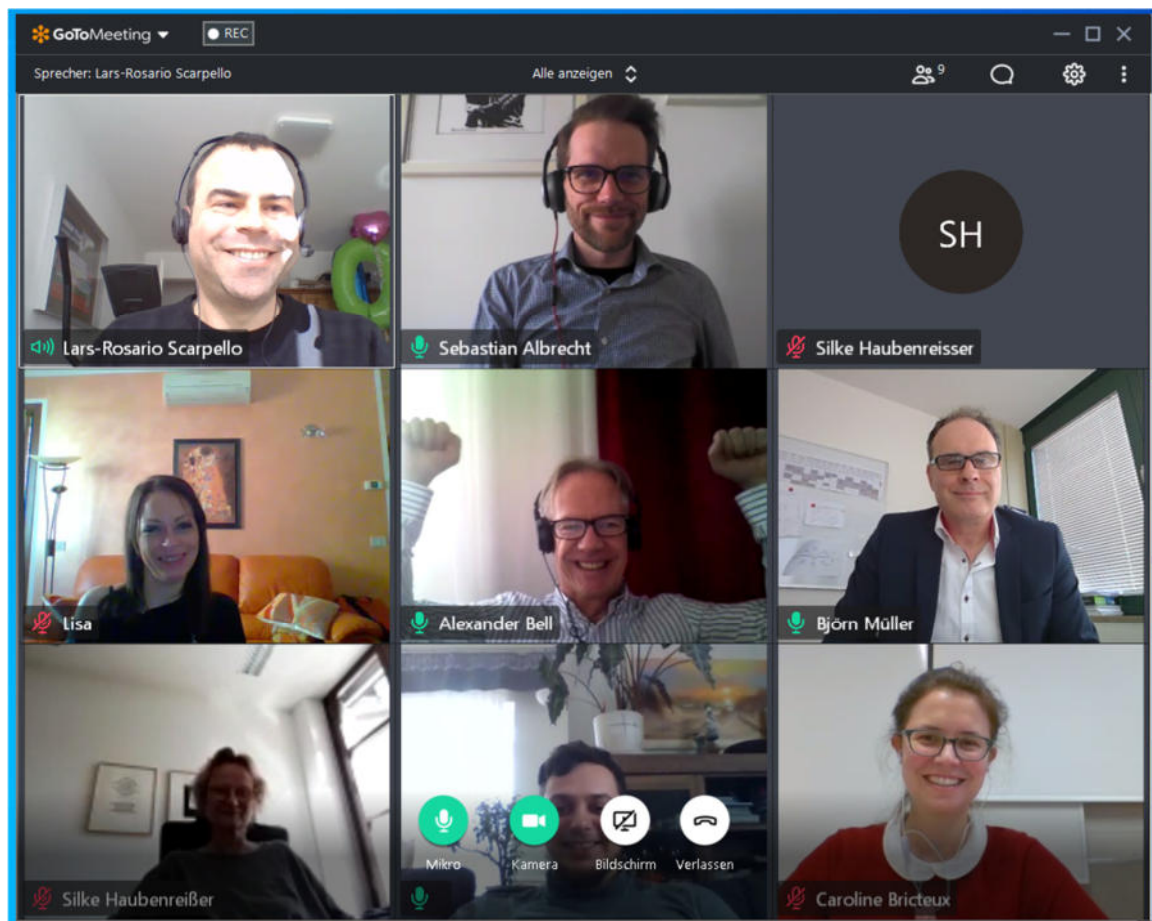 GoToMeeting
REC
Sprecher: Lars-Rosario Scarpello
Alle anzeigen
9
SH
Lars-Rosario Scarpello
Sebastian Albrecht
Silke Haubenreisser
Lisa
Alexander Bell
Björn Müller
Mikro
Kamera
Bildschirm
Verlassen
Silke Haubenreißer
Caroline Bricteux